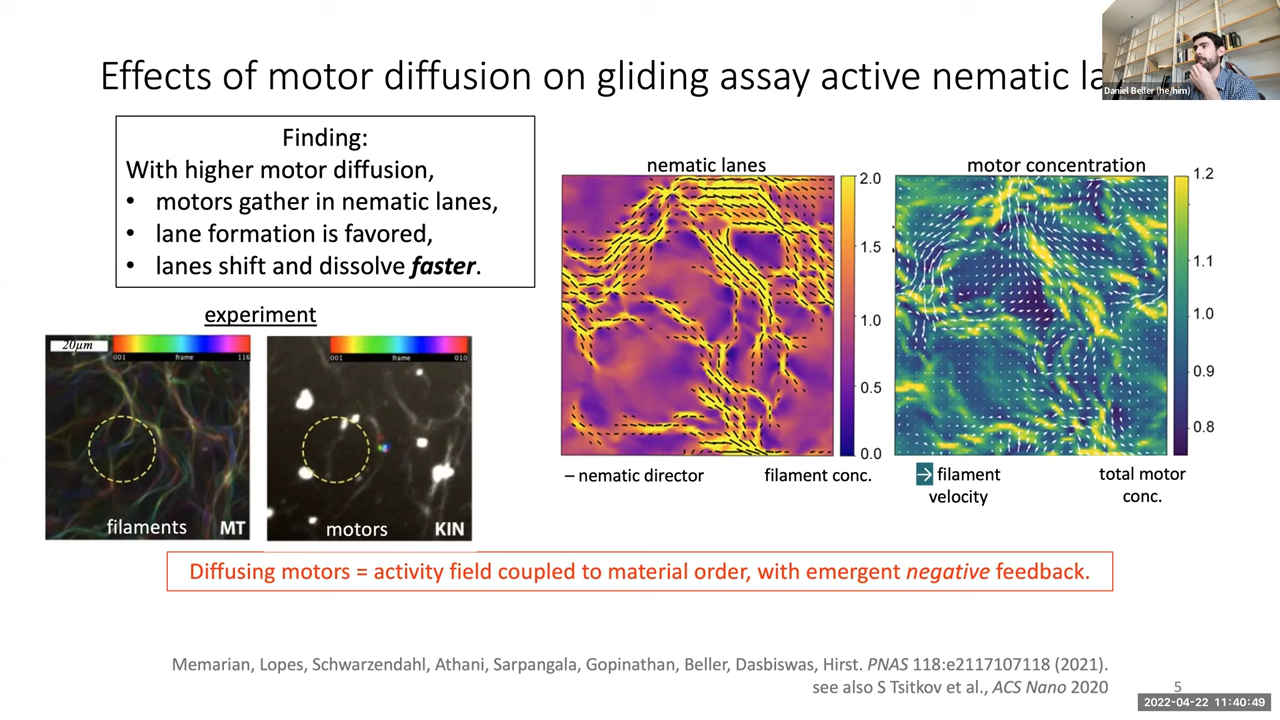 Effects of motor diffusion on gliding assay active nematic la
Daniel Beller (he/him)
Finding:
With higher motor diffusion,
• motors gather in nematic lanes,
• lane formation is favored,
• lanes shift and dissolve faster.
experiment
20μm
001 frame 116
filaments MT
001 frame 010
motors KIN
nematic lanes
2.0
1.5
1.0
0.5
0.0
– nematic director
filament conc.
motor concentration
1.2
1.1
1.0
0.9
0.8
→ filament
velocity
total motor
conc.
Diffusing motors = activity field coupled to material order, with emergent negative feedback.
Memarian, Lopes, Schwarzendahl, Athani, Sarpangala, Gopinathan, Beller, Dasbiswas, Hirst. PNAS 118:e2117107118 (2021).
see also S Tsitkov et al., ACS Nano 2020
5
2022-04-22 11:40:49